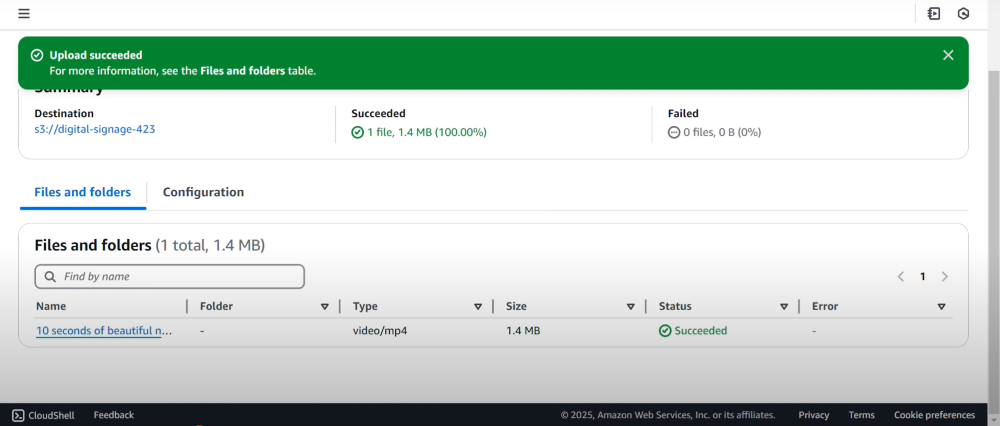 Upload succeeded
For more information, see the Files and folders table.
Summary
Destination
s3://digital-signage-423
Succeeded
1 file, 1.4 MB (100.00%)
Failed
0 files, 0 B (0%)
Files and folders
Configuration
Files and folders (1 total, 1.4 MB)
Find by name
1
Name Folder Type Size Status Error
10 seconds of beautiful n... - video/mp4 1.4 MB Succeeded -
CloudShell Feedback © 2025, Amazon Web Services, Inc. or its affiliates. Privacy Terms Cookie preferences